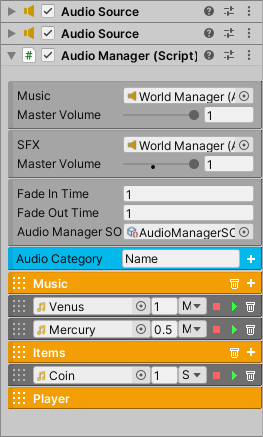 Audio Source
Audio Source
# Audio Manager (Script)
Music World Manager (A
Master Volume 1
SFX World Manager (A
Master Volume 1
Fade In Time 1
Fade Out Time 1
Audio Manager SO AudioManagerSO
Audio Category Name +
Music +
Venus 1 M
Mercury 0.5 M
Items +
Coin 1 S
Player